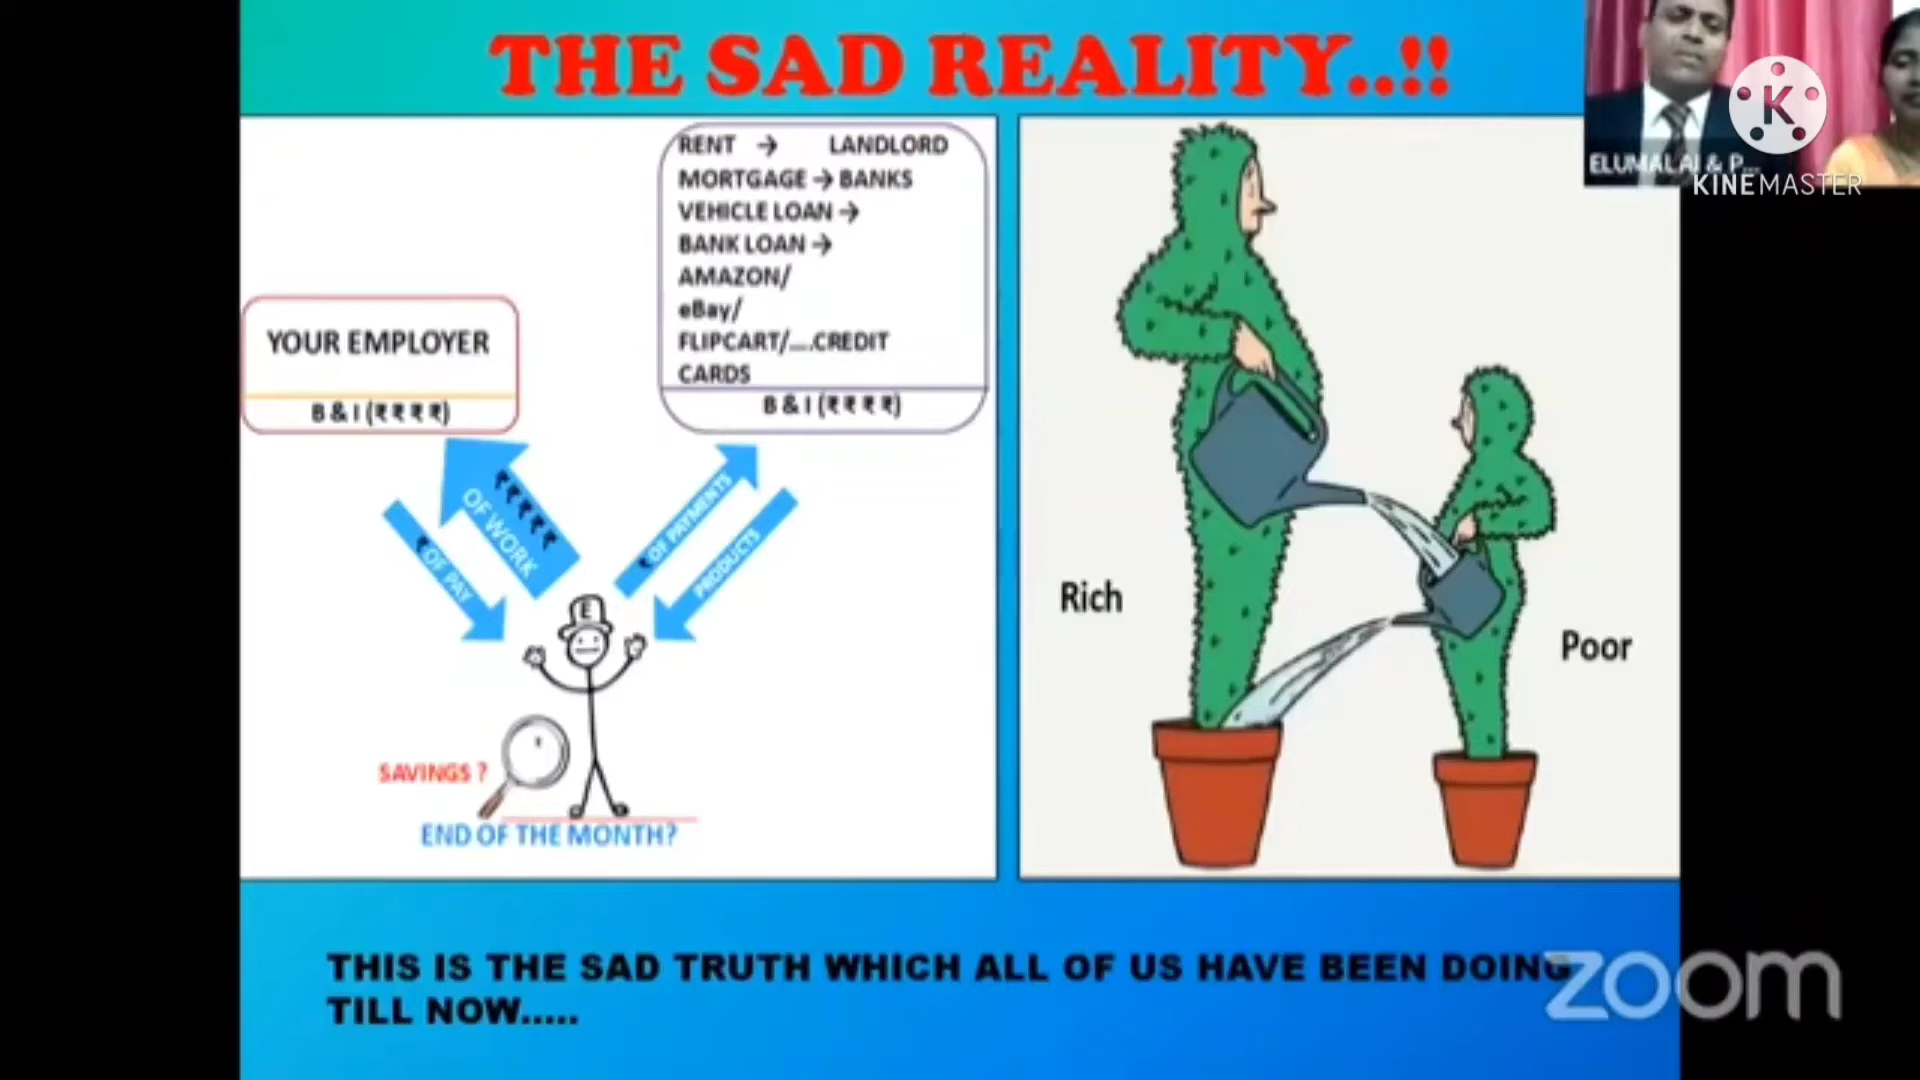 THE SAD REALITY..!!
ELUMALAI & P...
KINEMASTER
RENT → LANDLORD
MORTGAGE → BANKS
VEHICLE LOAN →
BANK LOAN →
AMAZON/
eBay/
FLIPCART/....CREDIT
CARDS
B & I (₹ ₹ ₹ ₹)
YOUR EMPLOYER
B & I (₹ ₹ ₹ ₹)
₹ OF PAY
₹ ₹ ₹ ₹ ₹
OF WORK
₹ OF PAYMENTS
PRODUCTS
E
SAVINGS ?
END OF THE MONTH?
Rich
Poor
THIS IS THE SAD TRUTH WHICH ALL OF US HAVE BEEN DOING
TILL NOW.....
zoom